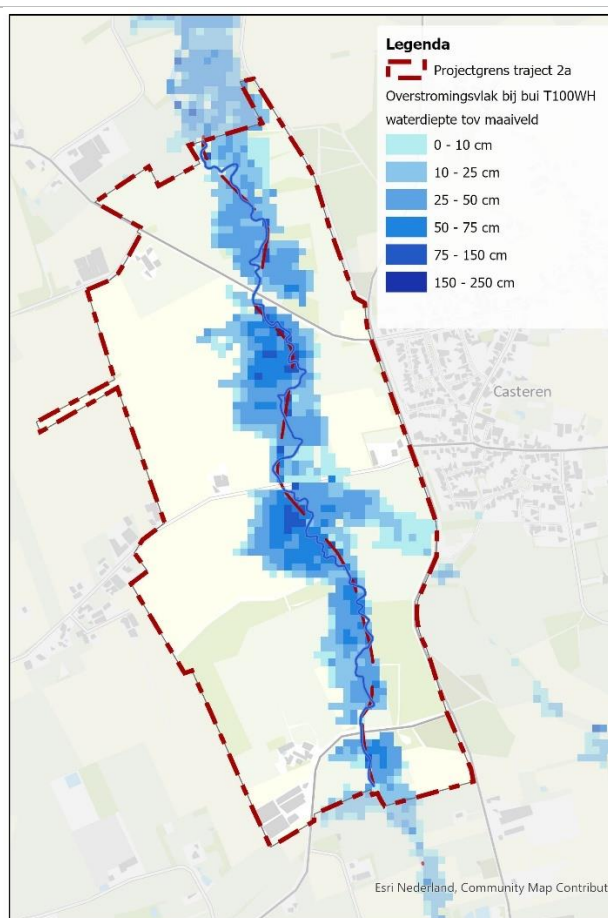 Legenda
Projectgrens traject 2a
Overstromingsvlak bij bui T100WH
waterdiepte tov maaiveld
0 - 10 cm
10 - 25 cm
25 - 50 cm
50 - 75 cm
75 - 150 cm
150 - 250 cm
Casteren
Esri Nederland, Community Map Contribut